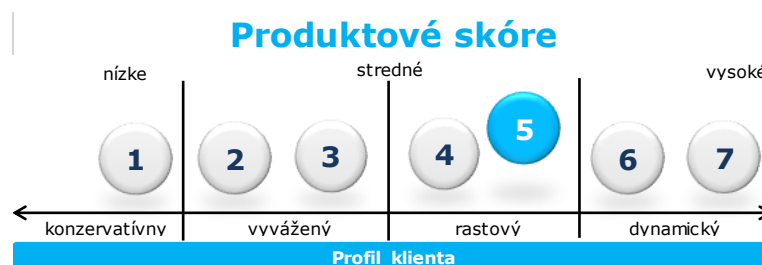 Produktové skóre
nízke stredné vysoké
1 2 3 4 5 6 7
konzervatívny vyvážený rastový dynamický
Profil klienta